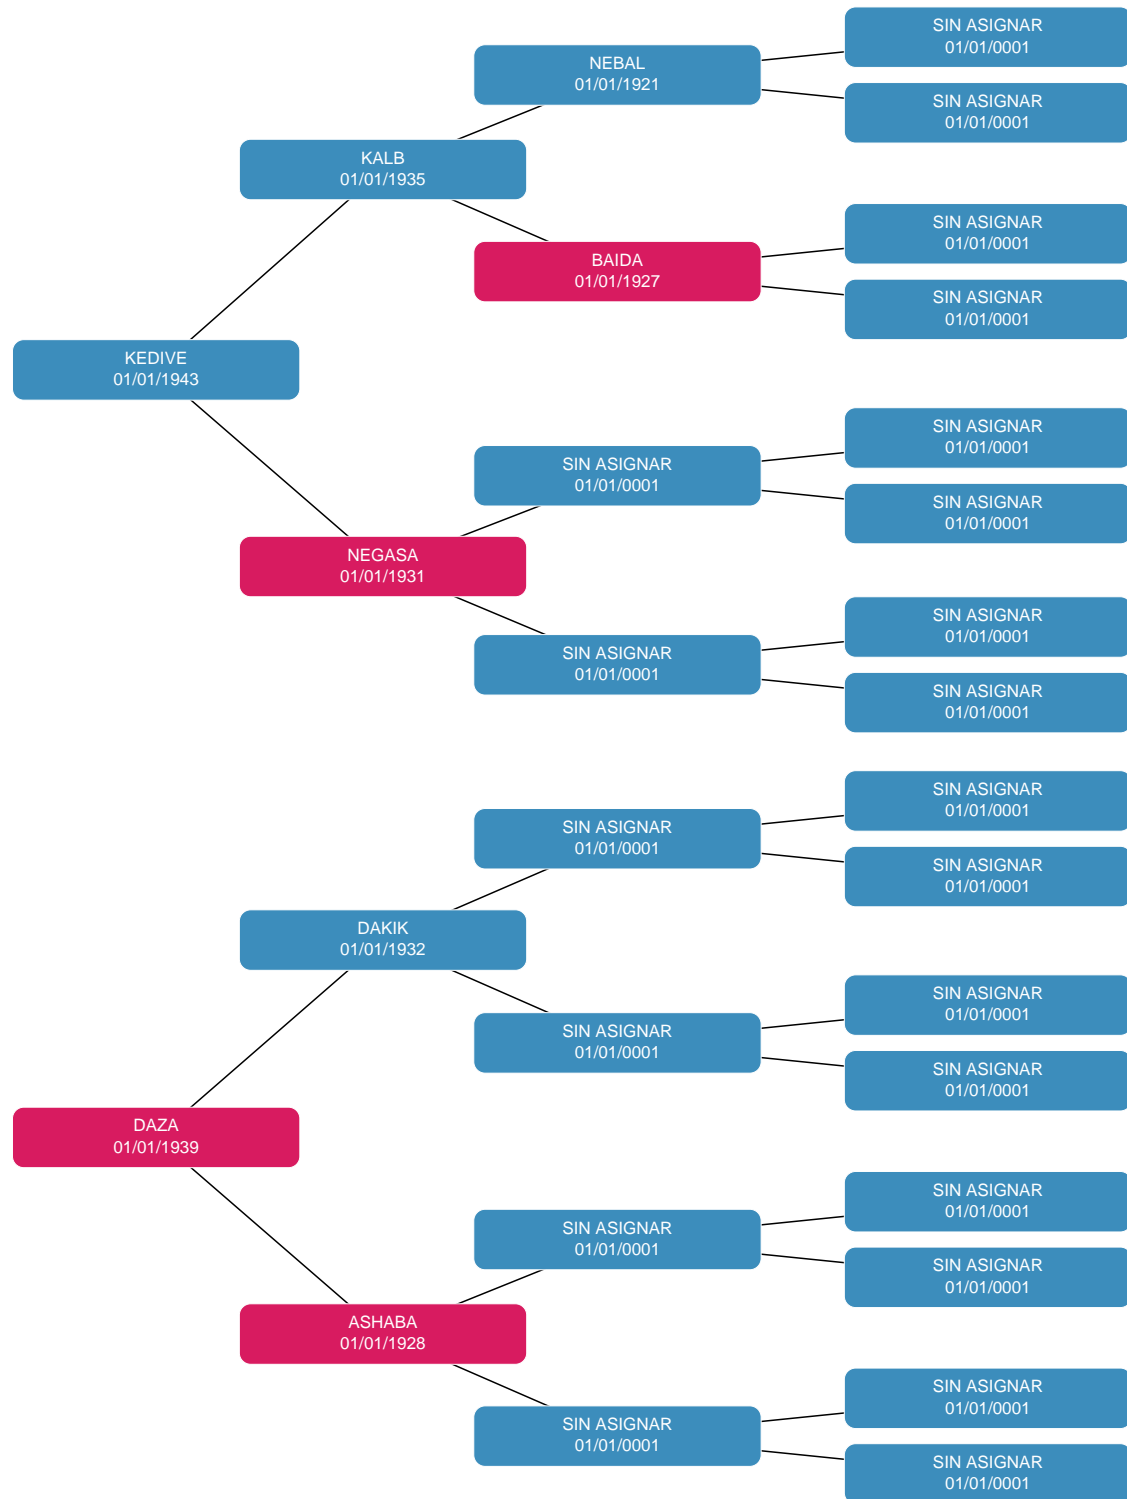 SIN ASIGNAR
01/01/0001
NEBAL
01/01/1921
SIN ASIGNAR
01/01/0001
KALB
01/01/1935
SIN ASIGNAR
01/01/0001
BAIDA
01/01/1927
SIN ASIGNAR
01/01/0001
KEDIVE
01/01/1943
SIN ASIGNAR
01/01/0001
SIN ASIGNAR
01/01/0001
SIN ASIGNAR
01/01/0001
NEGASA
01/01/1931
SIN ASIGNAR
01/01/0001
SIN ASIGNAR
01/01/0001
SIN ASIGNAR
01/01/0001
SIN ASIGNAR
01/01/0001
SIN ASIGNAR
01/01/0001
SIN ASIGNAR
01/01/0001
DAKIK
01/01/1932
SIN ASIGNAR
01/01/0001
SIN ASIGNAR
01/01/0001
SIN ASIGNAR
01/01/0001
DAZA
01/01/1939
SIN ASIGNAR
01/01/0001
SIN ASIGNAR
01/01/0001
SIN ASIGNAR
01/01/0001
ASHABA
01/01/1928
SIN ASIGNAR
01/01/0001
SIN ASIGNAR
01/01/0001
SIN ASIGNAR
01/01/0001